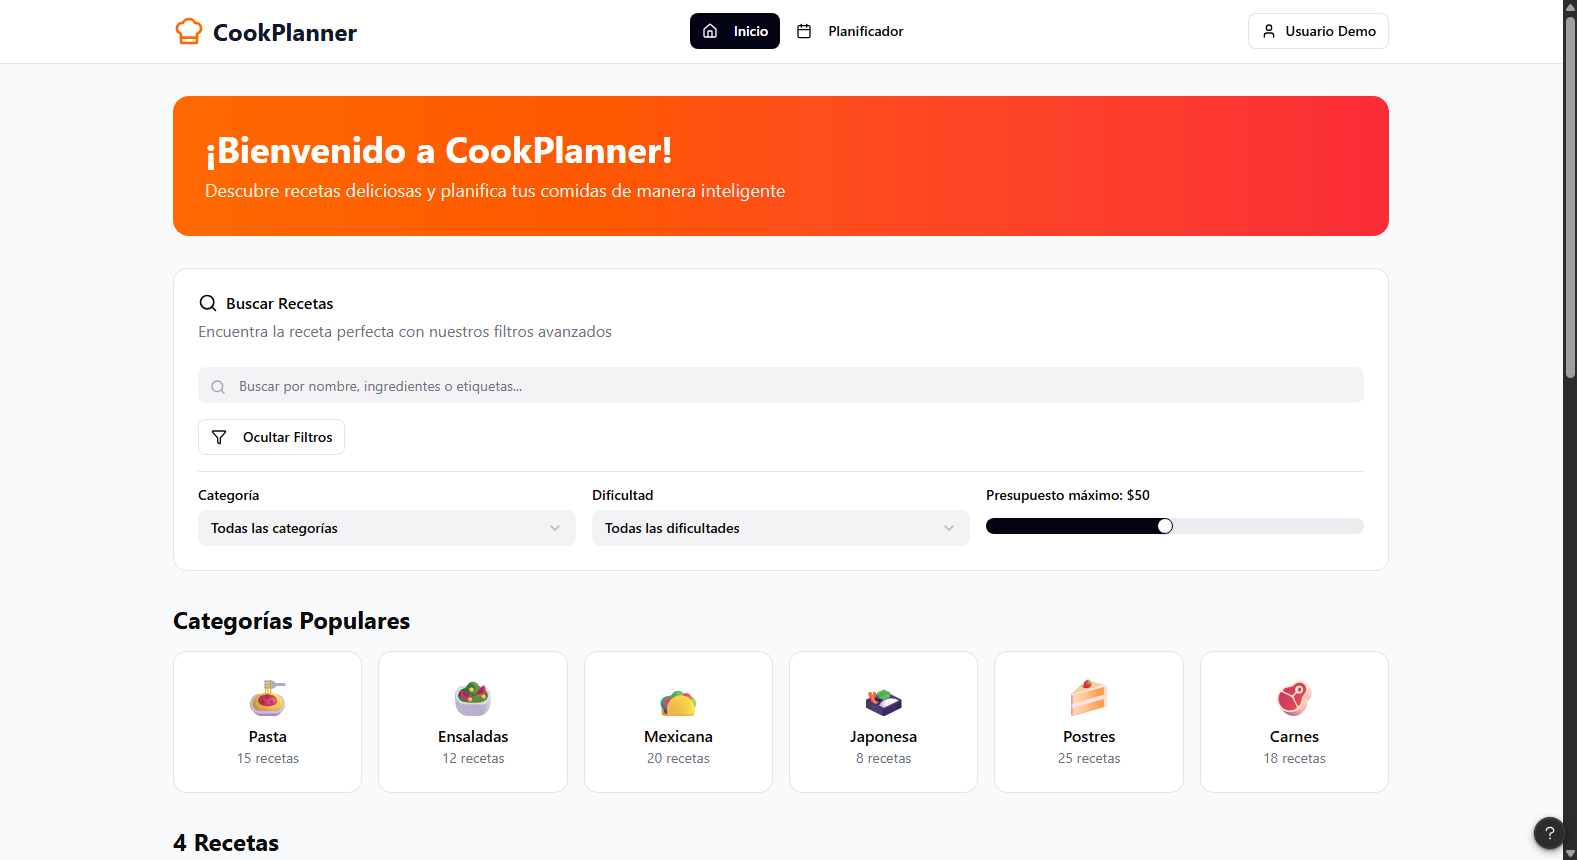 CookPlanner
Inicio
Planificador
Usuario Demo
¡Bienvenido a CookPlanner!
Descubre recetas deliciosas y planifica tus comidas de manera inteligente
Buscar Recetas
Encuentra la receta perfecta con nuestros filtros avanzados
Buscar por nombre, ingredientes o etiquetas...
Ocultar Filtros
Categoría
Dificultad
Presupuesto máximo: $50
Todas las categorías
Todas las dificultades
Categorías Populares
Pasta
15 recetas
Ensaladas
12 recetas
Mexicana
20 recetas
Japonesa
8 recetas
Postres
25 recetas
Carnes
18 recetas
4 Recetas
?